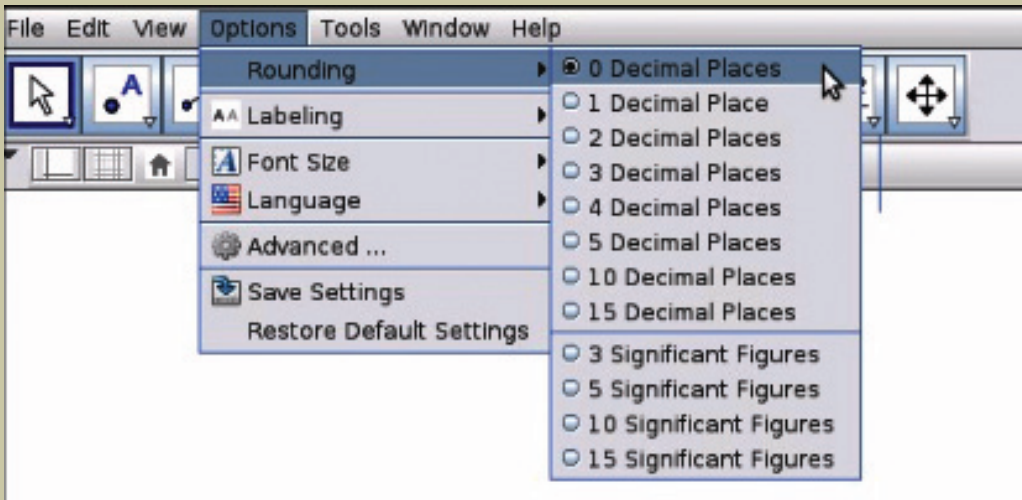 File Edit View Options Tools Window Help
Rounding
AA Labeling
A Font Size
Language
Advanced ...
Save Settings
Restore Default Settings
0 Decimal Places
1 Decimal Place
2 Decimal Places
3 Decimal Places
4 Decimal Places
5 Decimal Places
10 Decimal Places
15 Decimal Places
3 Significant Figures
5 Significant Figures
10 Significant Figures
15 Significant Figures
A